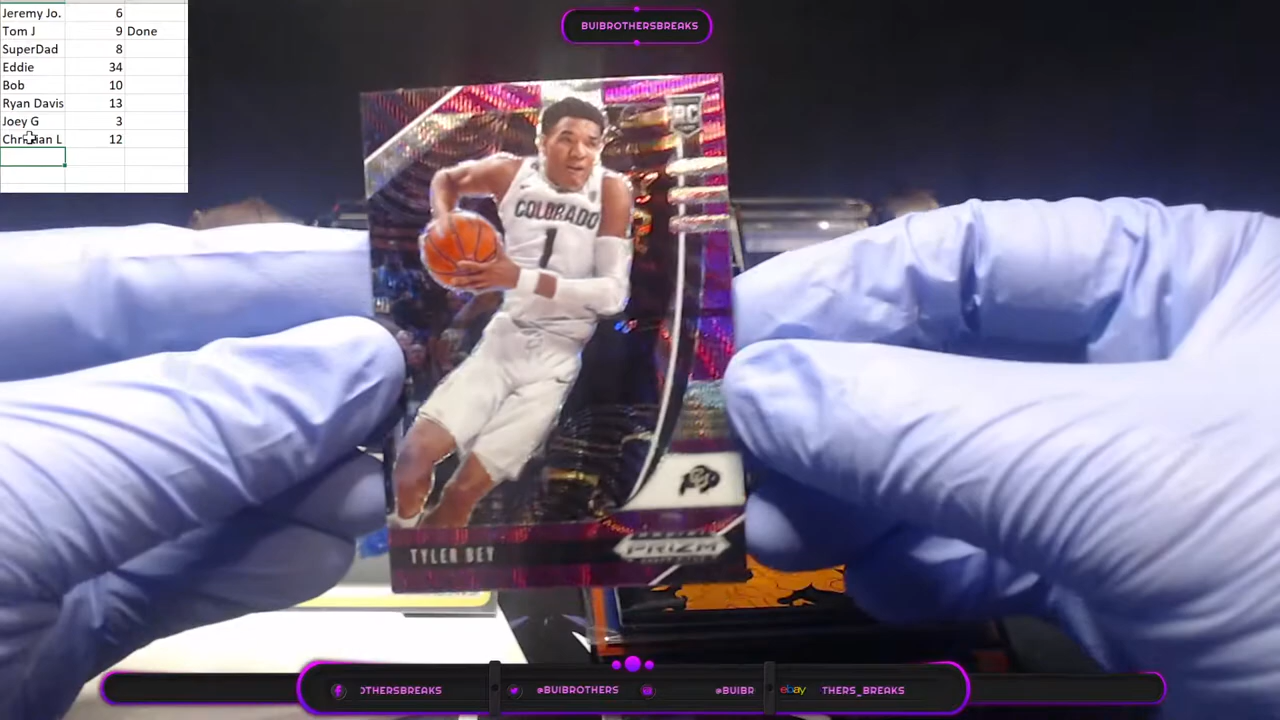 Jeremy Jo. 6
Tom J 9 Done
SuperDad 8
Eddie 34
Bob 10
Ryan Davis 13
Joey G 3
12
BUIBROTHERSBREAKS
RC
COLORADO
1
TYLER BEY
PRIZM
OTHERSBREAKS
@BUIBROTHERS
@BUIBR
ebay
THERS_BREAKS